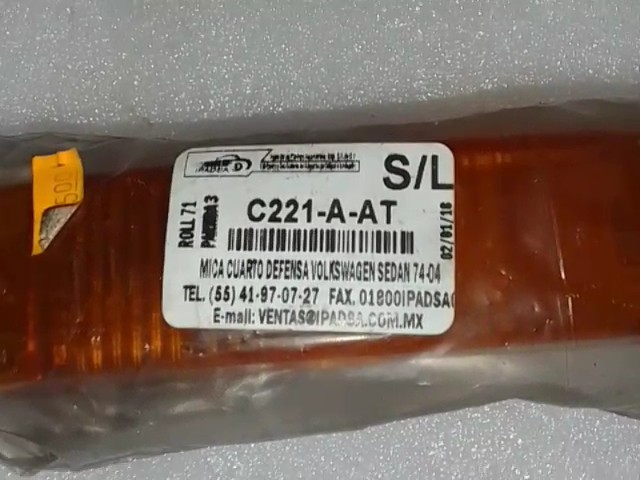 S/L
C221-A-AT
ROLL 71
02/01/18
MICA CUARTO DEFENSA VOLKSWAGEN SEDAN 74-04
TEL. (55) 41-97-07-27 FAX. 01800IPADSA
E-mail: VENTAS@IPADSA.COM.MX